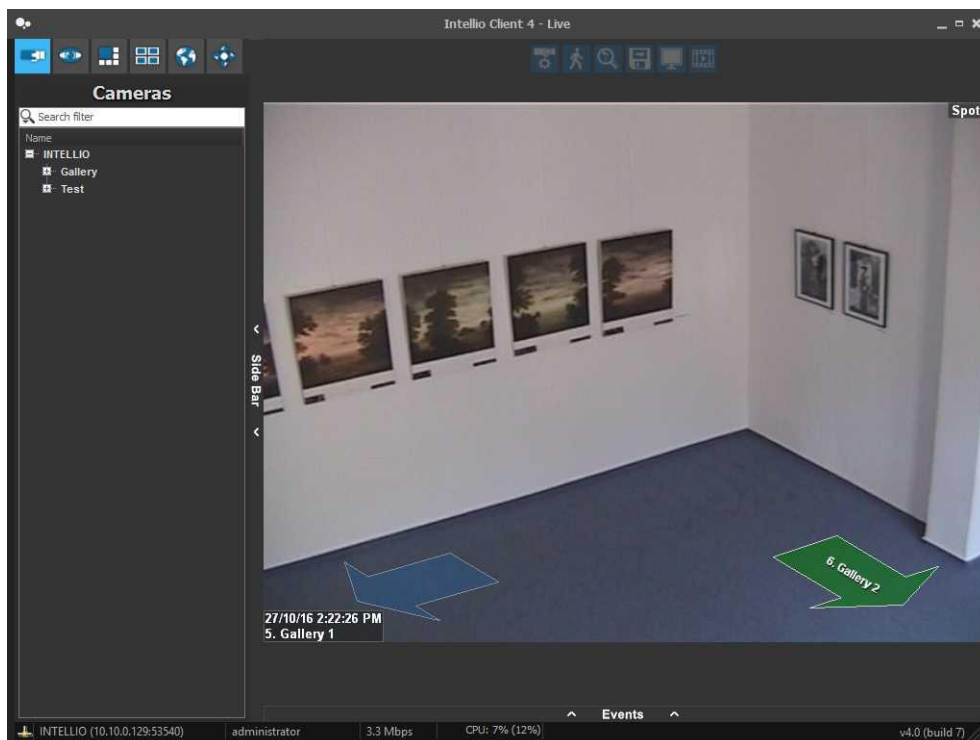 Intellio Client 4 - Live
Cameras
Search filter
Name
INTELLIO
Gallery
Test
Side Bar
Spot
6. Gallery 2
27/10/16 2:22:26 PM
5. Gallery 1
Events
INTELLIO (10.10.0.129:53540)
administrator
3.3 Mbps
CPU: 7% (12%)
v4.0 (build 7)